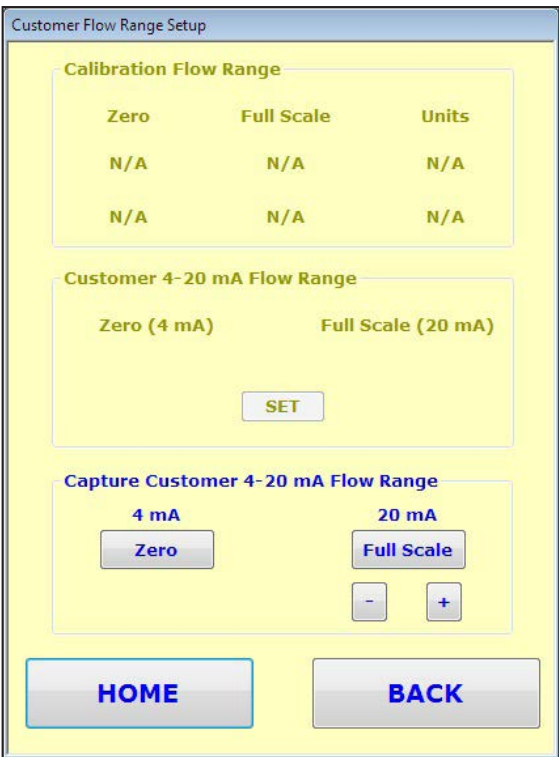 Customer Flow Range Setup
Calibration Flow Range
Zero Full Scale Units
N/A N/A N/A
N/A N/A N/A
Customer 4-20 mA Flow Range
Zero (4 mA) Full Scale (20 mA)
SET
Capture Customer 4-20 mA Flow Range
4 mA 20 mA
Zero Full Scale
- +
HOME BACK